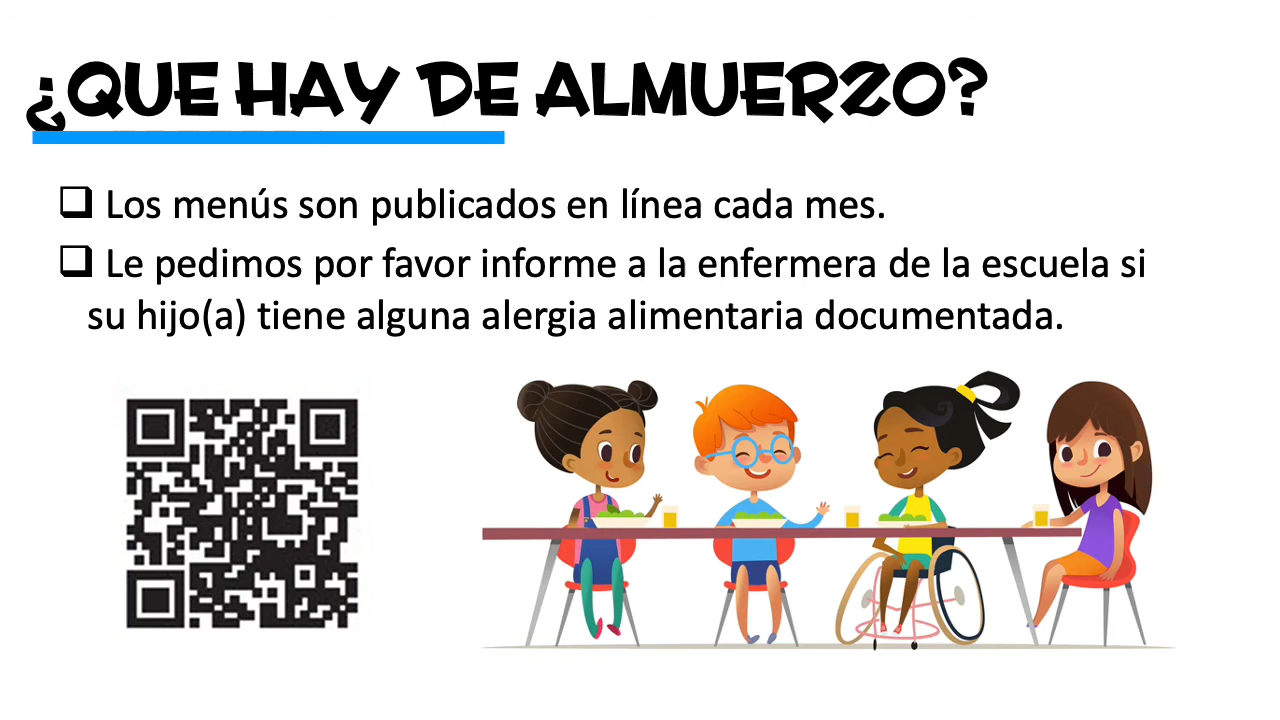 ¿QUE HAY DE ALMUERZO?
❑ Los menús son publicados en línea cada mes.
❑ Le pedimos por favor informe a la enfermera de la escuela si
su hijo(a) tiene alguna alergia alimentaria documentada.